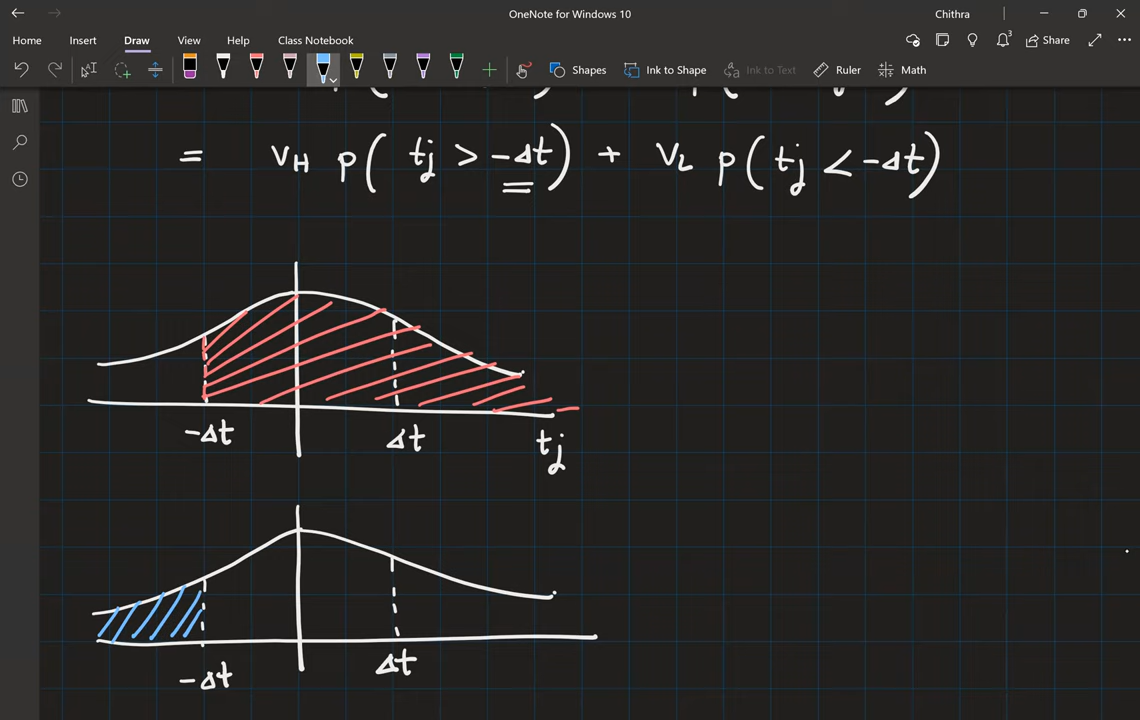 OneNote for Windows 10
Chithra
Home Insert Draw View Help Class Notebook
Share
Shapes Ink to Shape Ink to Text Ruler Math
= V_H p( t_j > -Δt ) + V_L p( t_j < -Δt )
-Δt Δt t_j
-Δt Δt